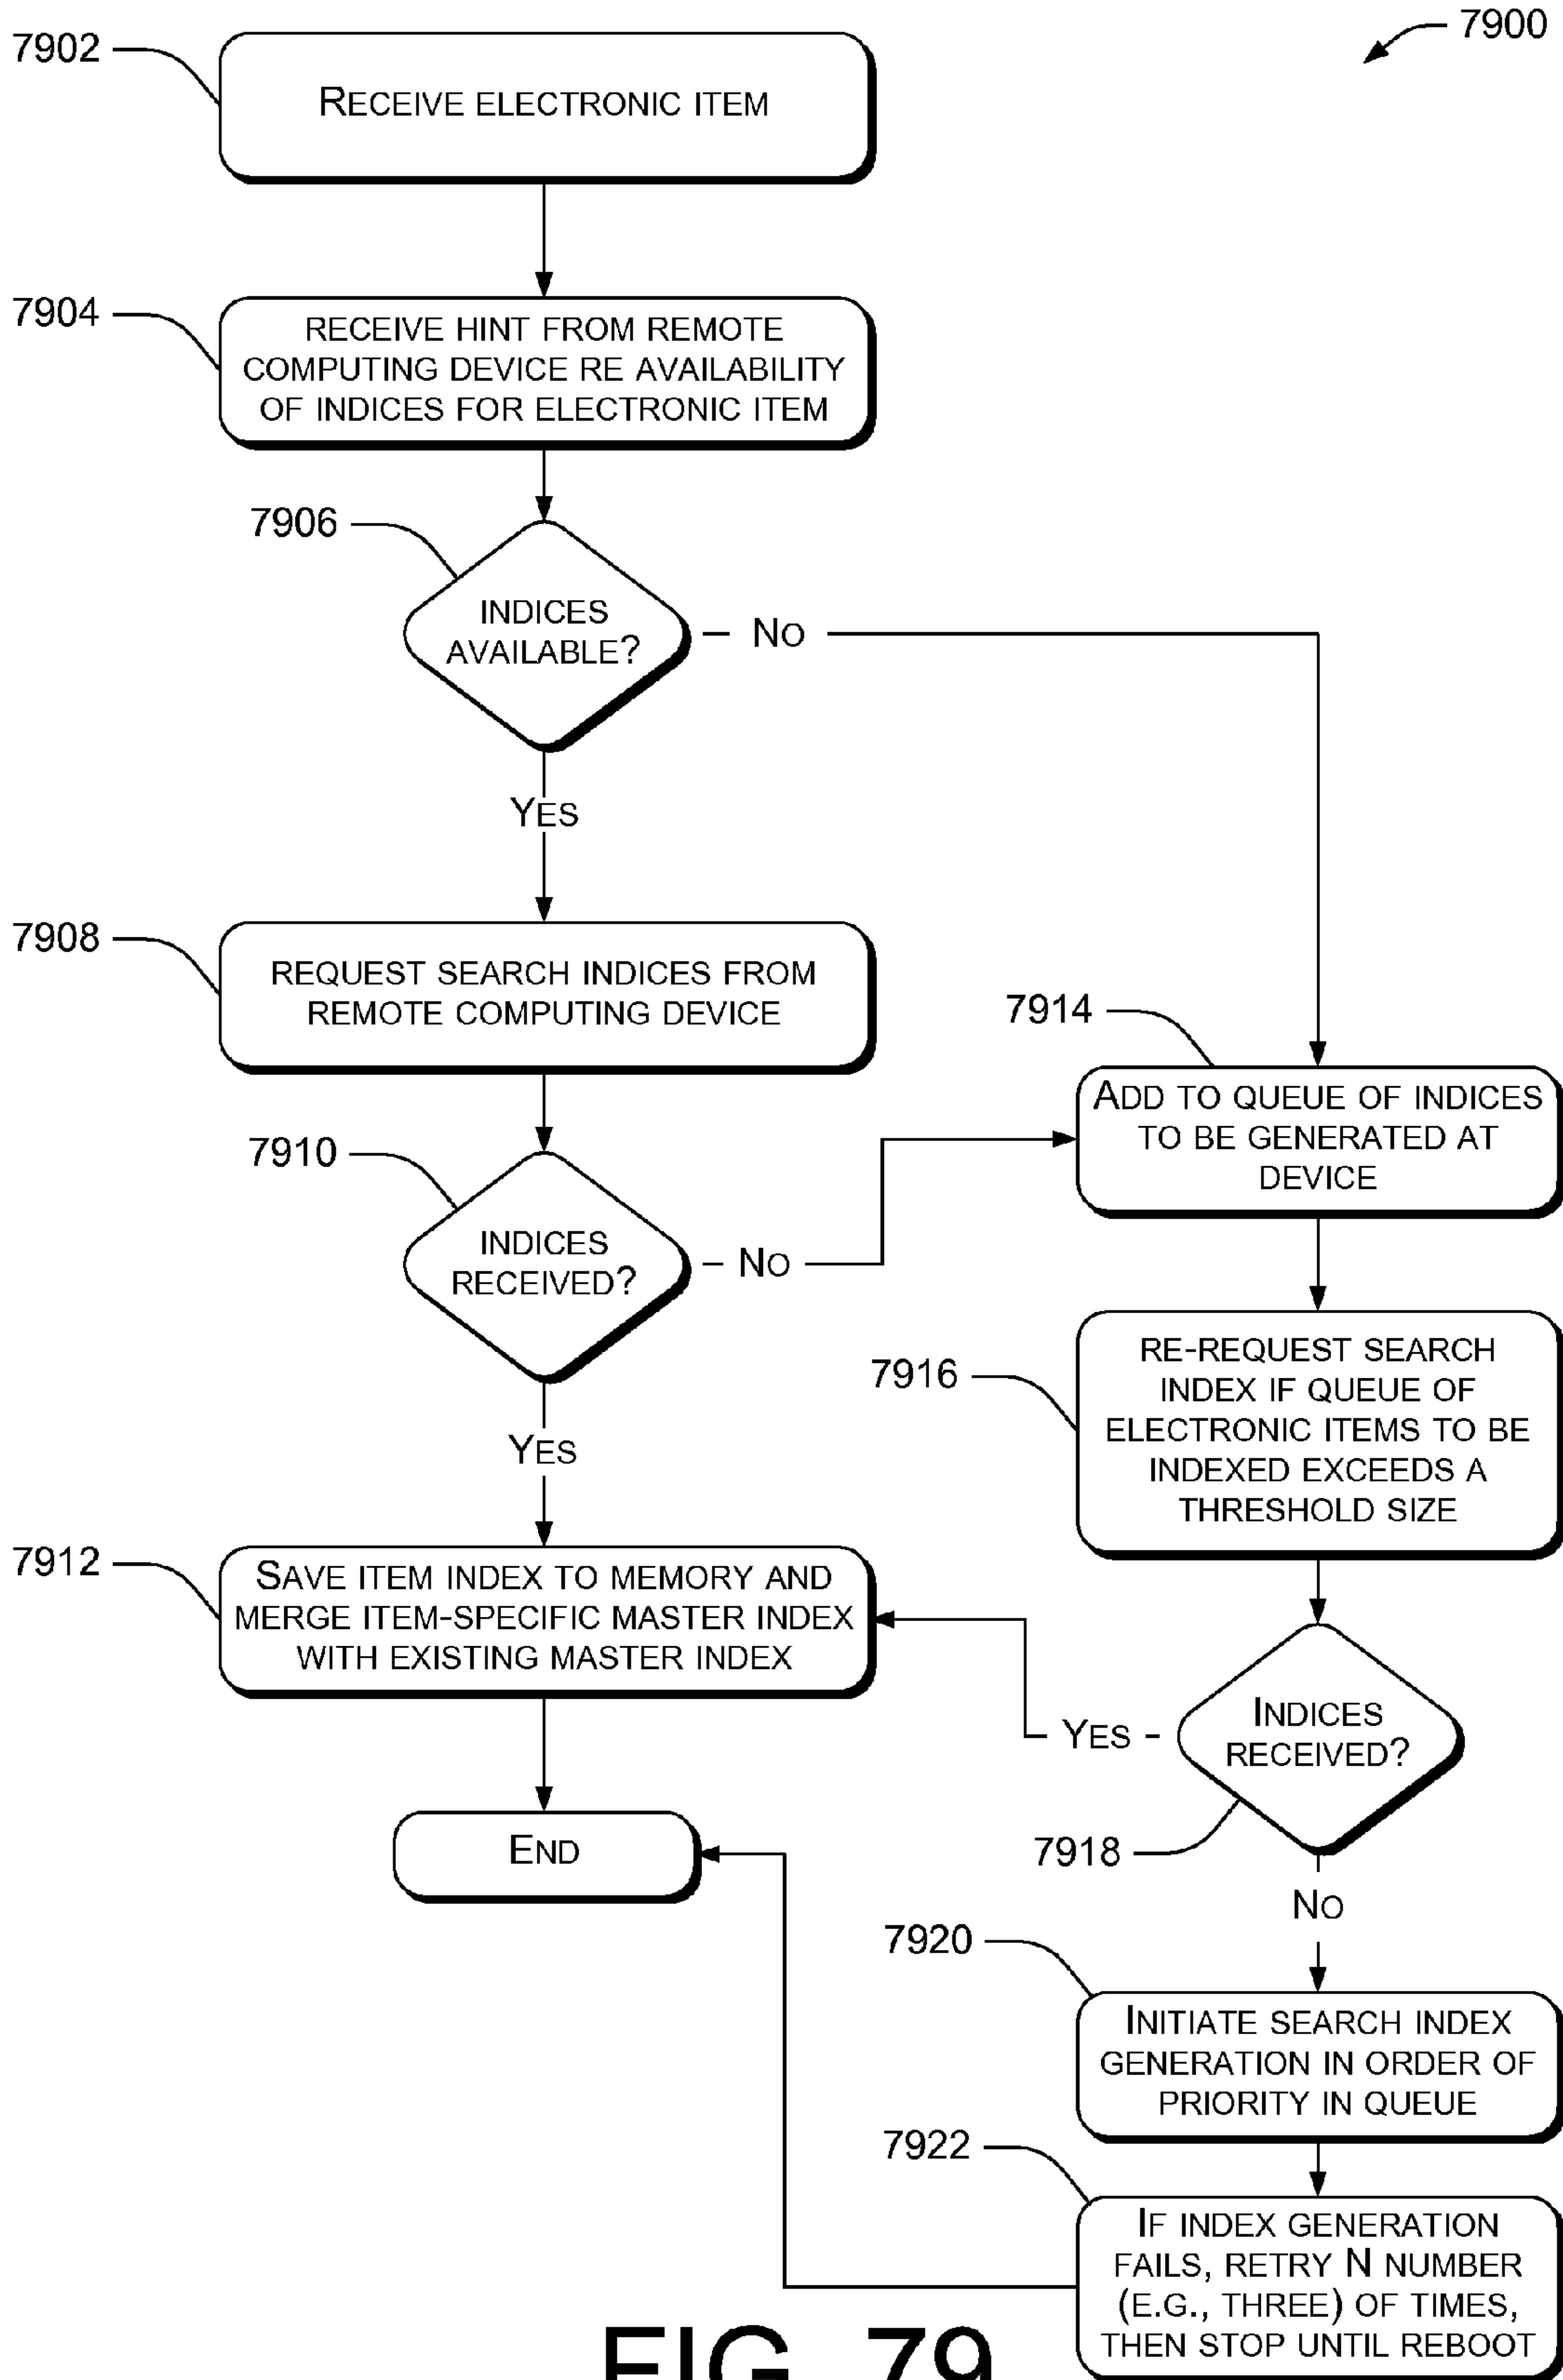 7900
7902
RECEIVE ELECTRONIC ITEM
7904
RECEIVE HINT FROM REMOTE
COMPUTING DEVICE RE AVAILABILITY
OF INDICES FOR ELECTRONIC ITEM
7906
INDICES
AVAILABLE?
NO
YES
7908
REQUEST SEARCH INDICES FROM
REMOTE COMPUTING DEVICE
7910
INDICES
RECEIVED?
NO
YES
7912
SAVE ITEM INDEX TO MEMORY AND
MERGE ITEM-SPECIFIC MASTER INDEX
WITH EXISTING MASTER INDEX
END
7914
ADD TO QUEUE OF INDICES
TO BE GENERATED AT
DEVICE
7916
RE-REQUEST SEARCH
INDEX IF QUEUE OF
ELECTRONIC ITEMS TO BE
INDEXED EXCEEDS A
THRESHOLD SIZE
INDICES
RECEIVED?
YES
7918
NO
7920
INITIATE SEARCH INDEX
GENERATION IN ORDER OF
PRIORITY IN QUEUE
7922
IF INDEX GENERATION
FAILS, RETRY N NUMBER
(E.G., THREE) OF TIMES,
THEN STOP UNTIL REBOOT
FIG. 79